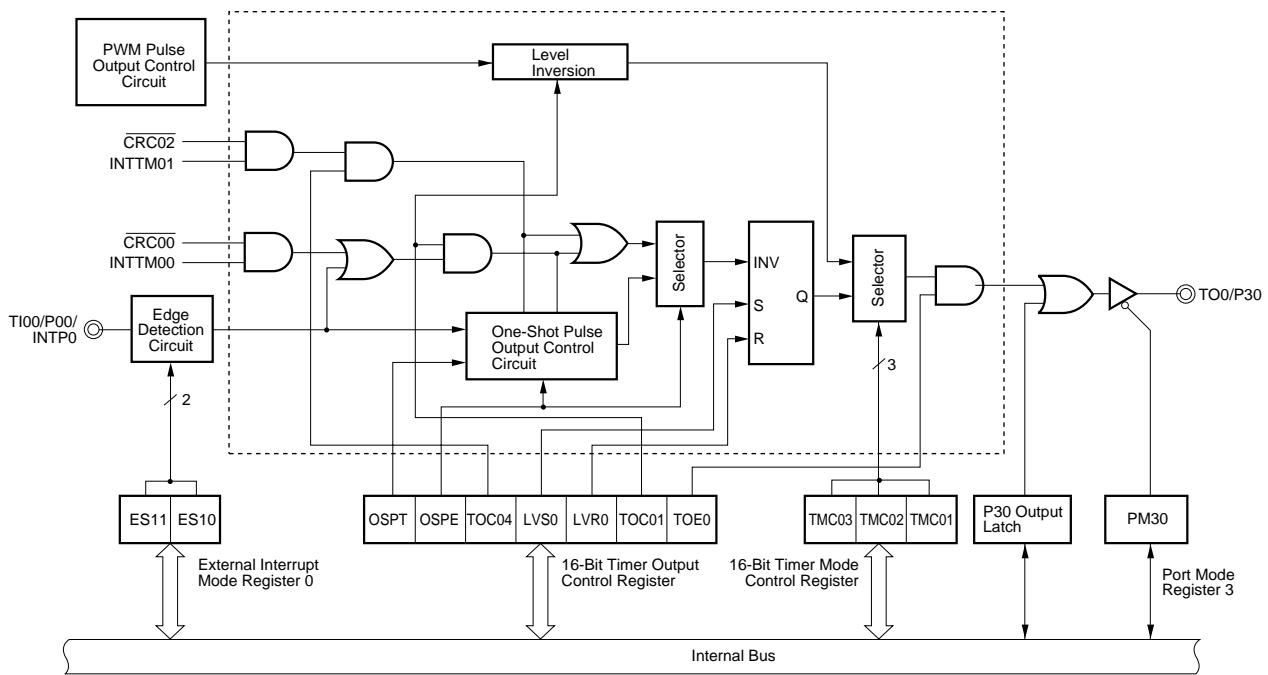 PWM Pulse
Output Control
Circuit
Level
Inversion
CRC02
INTTM01
CRC00
INTTM00
TI00/P00/
INTP0
Edge
Detection
Circuit
2
One-Shot Pulse
Output Control
Circuit
Selector
INV
S
R
Q
Selector
3
TO0/P30
ES11
ES10
OSPT
OSPE
TOC04
LVS0
LVR0
TOC01
TOE0
TMC03
TMC02
TMC01
P30 Output
Latch
PM30
External Interrupt
Mode Register 0
16-Bit Timer Output
Control Register
16-Bit Timer Mode
Control Register
Port Mode
Register 3
Internal Bus